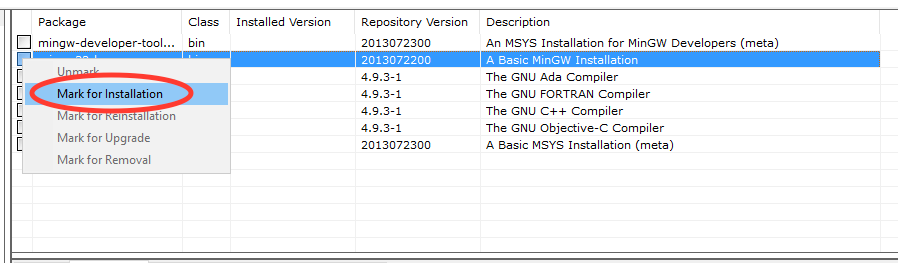 Package Class Installed Version Repository Version Description
mingw-developer-tool... bin 2013072300 An MSYS Installation for MinGW Developers (meta)
2013072200 A Basic MinGW Installation
Unmark 4.9.3-1 The GNU Ada Compiler
Mark for Installation 4.9.3-1 The GNU FORTRAN Compiler
Mark for Reinstallation 4.9.3-1 The GNU C++ Compiler
Mark for Upgrade 4.9.3-1 The GNU Objective-C Compiler
Mark for Removal 2013072300 A Basic MSYS Installation (meta)